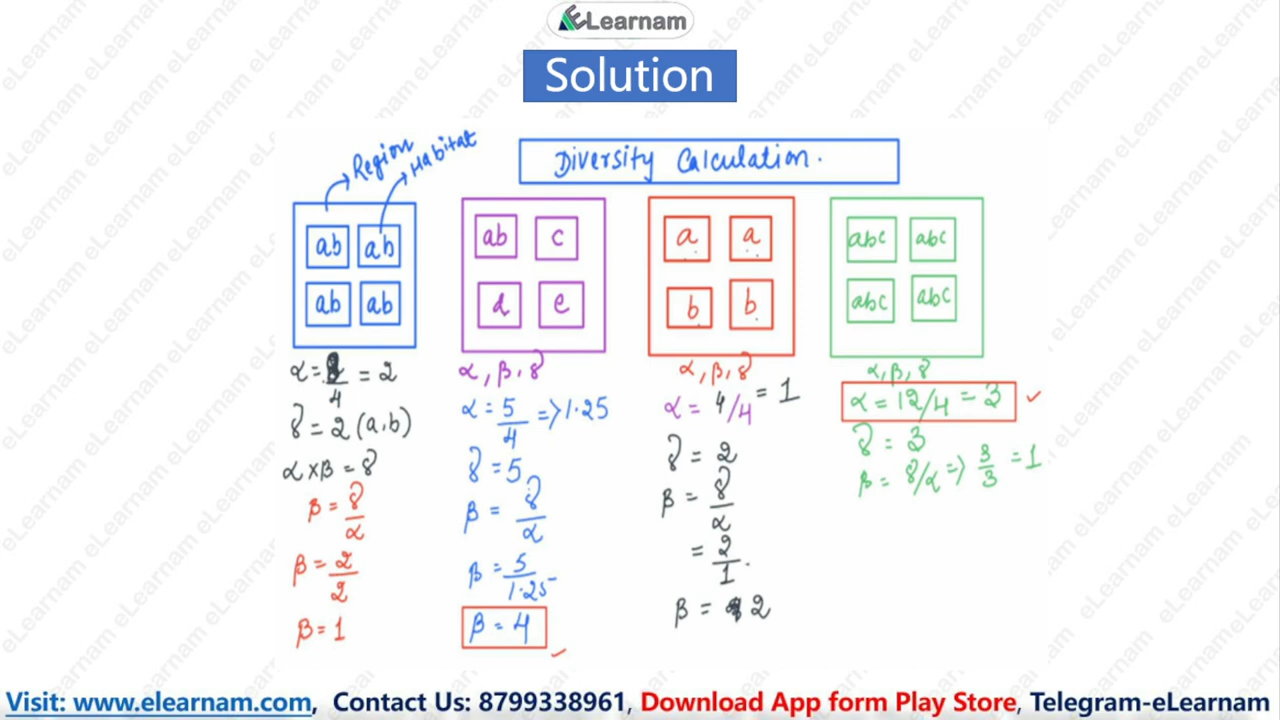 ELearnam
Solution
Region
Habitat
Diversity Calculation.
ab ab
ab ab
α = 8/4 = 2
γ = 2 (a,b)
α × β = γ
β = γ/α
β = 2/2
β = 1
ab c
d e
α, β, γ
α = 5/4 => 1.25
γ = 5
β = γ/α
β = 5/1.25
β = 4
a a
b b
α, β, γ
α = 4/4 = 1
γ = 2
β = γ/α
= 2/1.
β = 2
abc abc
abc abc
α, β, γ
α = 12/4 = 3
γ = 3
β = γ/α => 3/3 = 1
Visit: www.elearnam.com, Contact Us: 8799338961, Download App form Play Store, Telegram-eLearnam